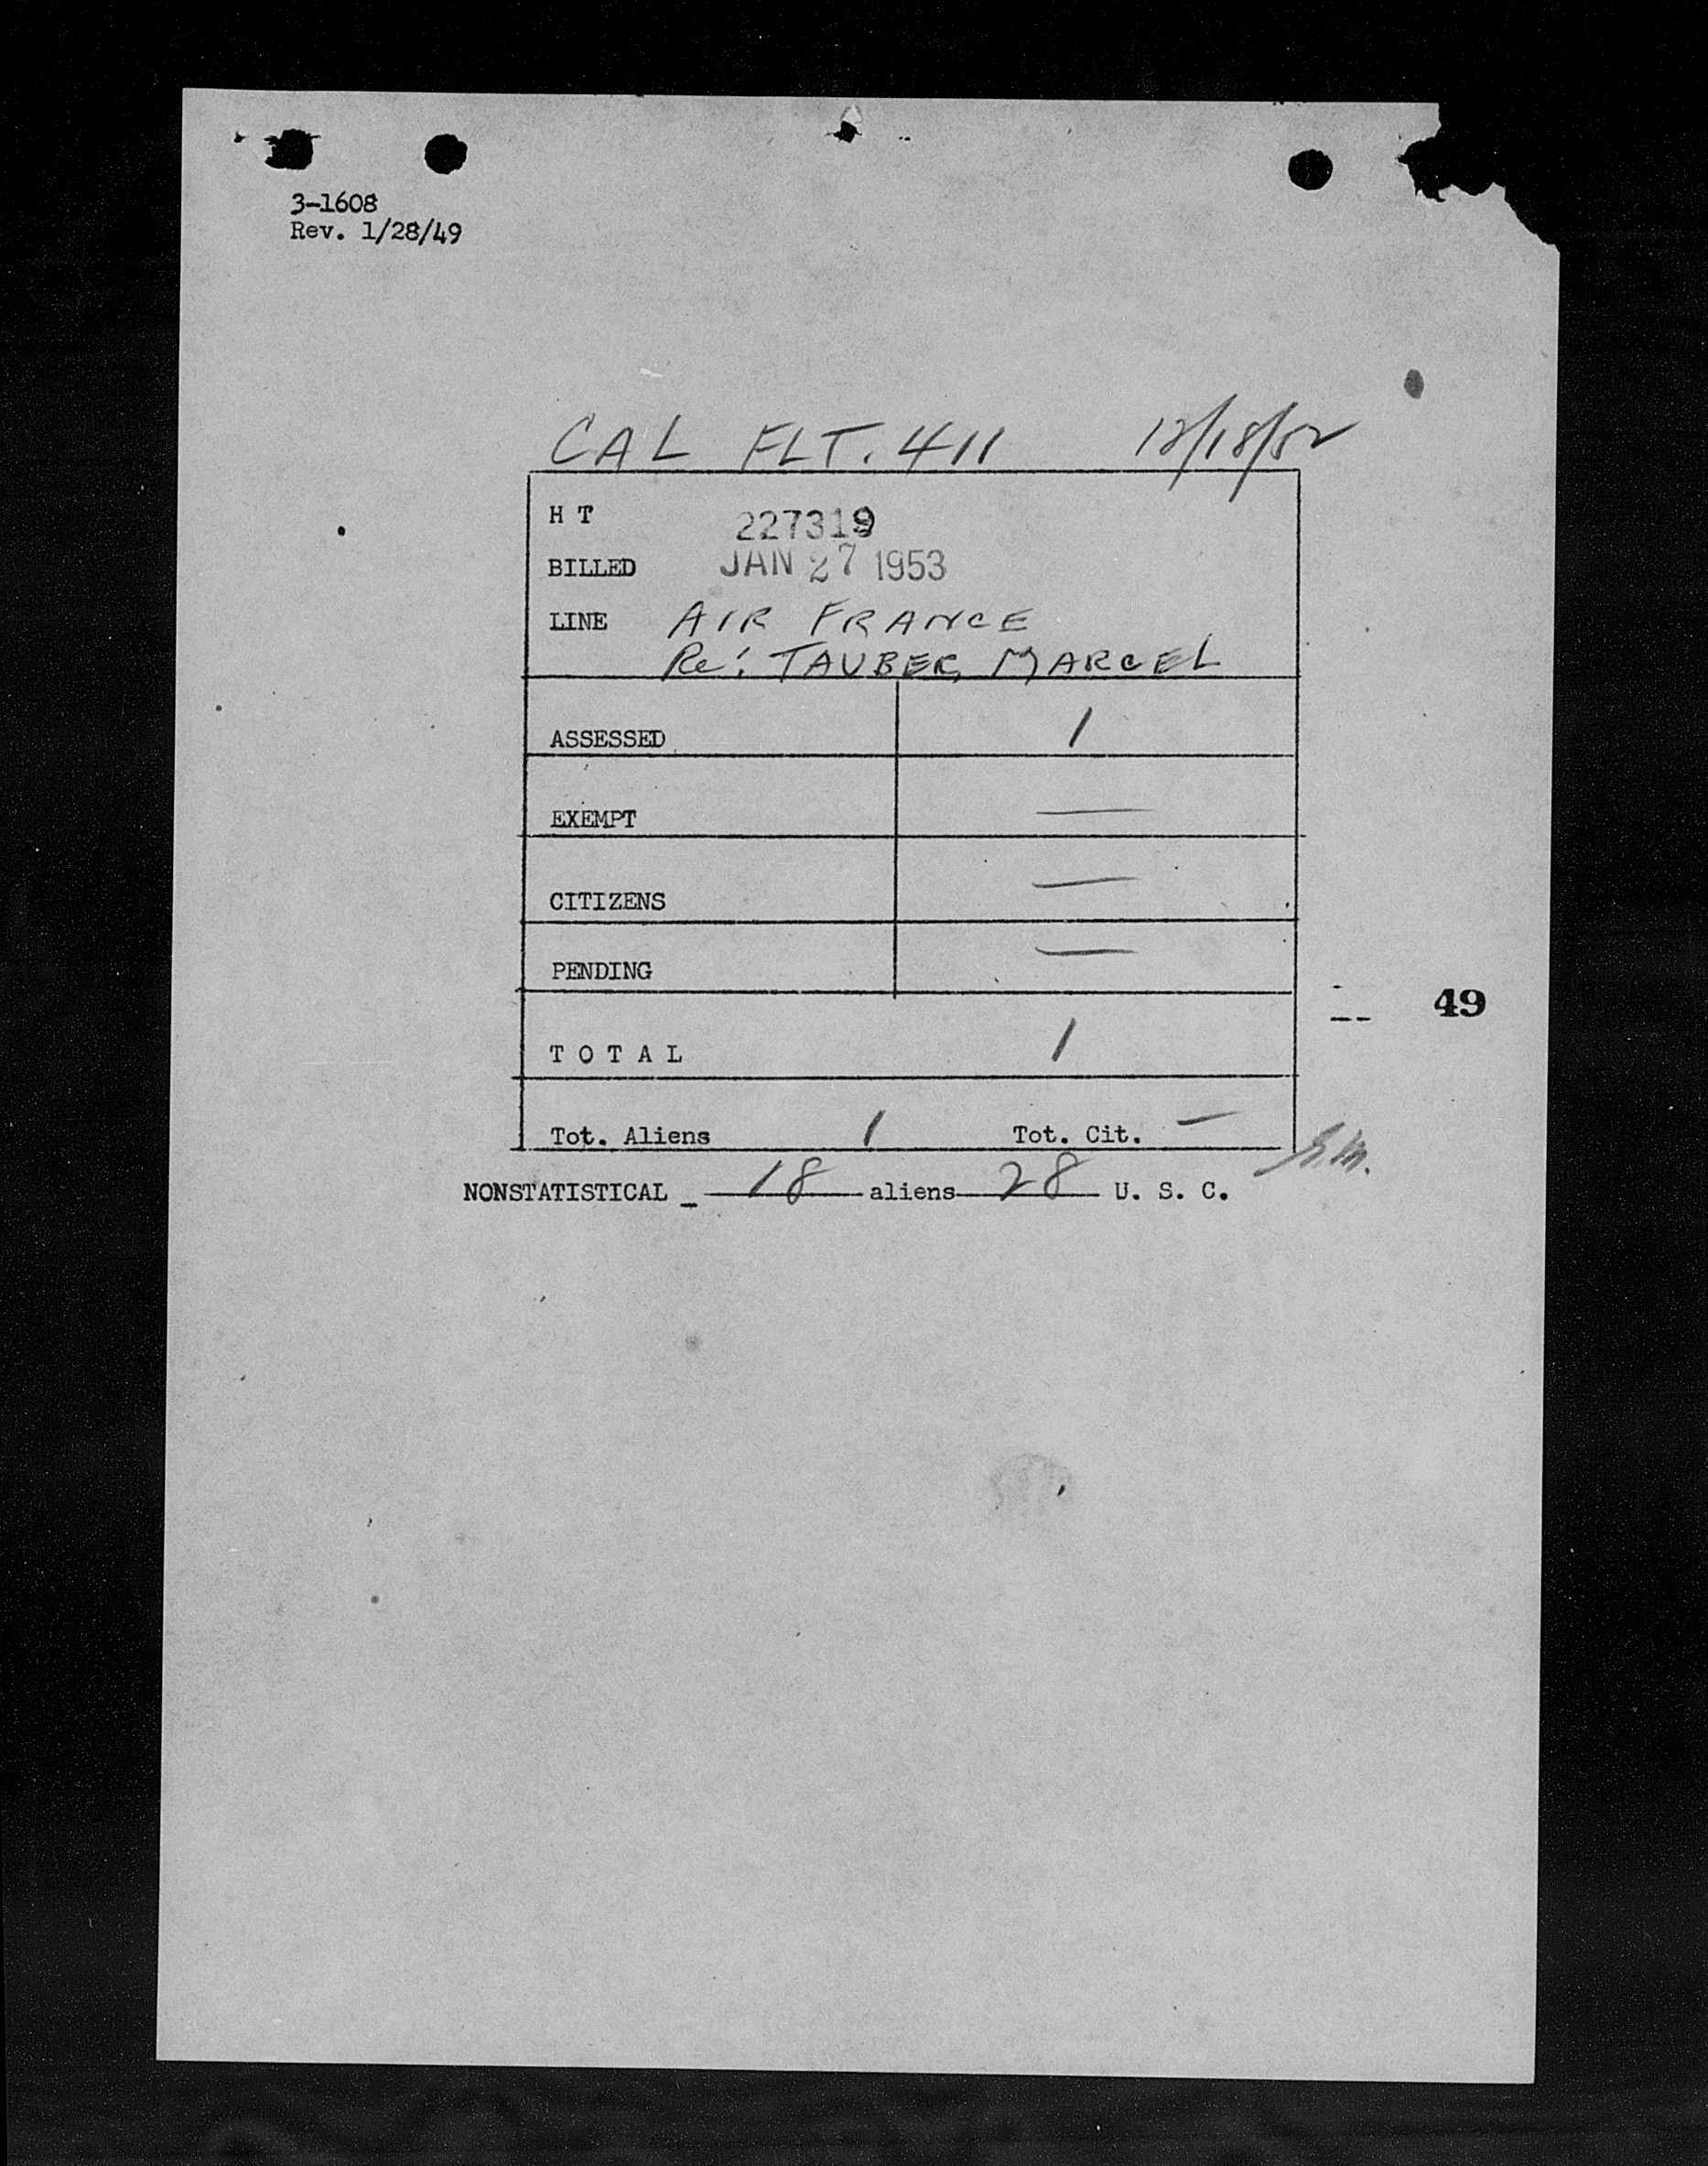 3-1608
Rev. 1/28/49
CAL FLT. 411 12/18/52
H T 227319
BILLED JAN 27 1953
LINE AIR FRANCE
Re: TAUBER, MARCEL
ASSESSED 1
EXEMPT —
CITIZENS —
PENDING —
-- 49
T O T A L 1
Tot. Aliens 1 Tot. Cit. —
NONSTATISTICAL _ 18 aliens 28 U. S. C.